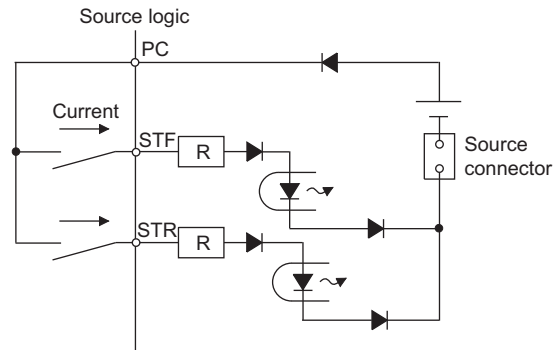 Source logic
PC
Current
STF
R
Source
connector
STR
R